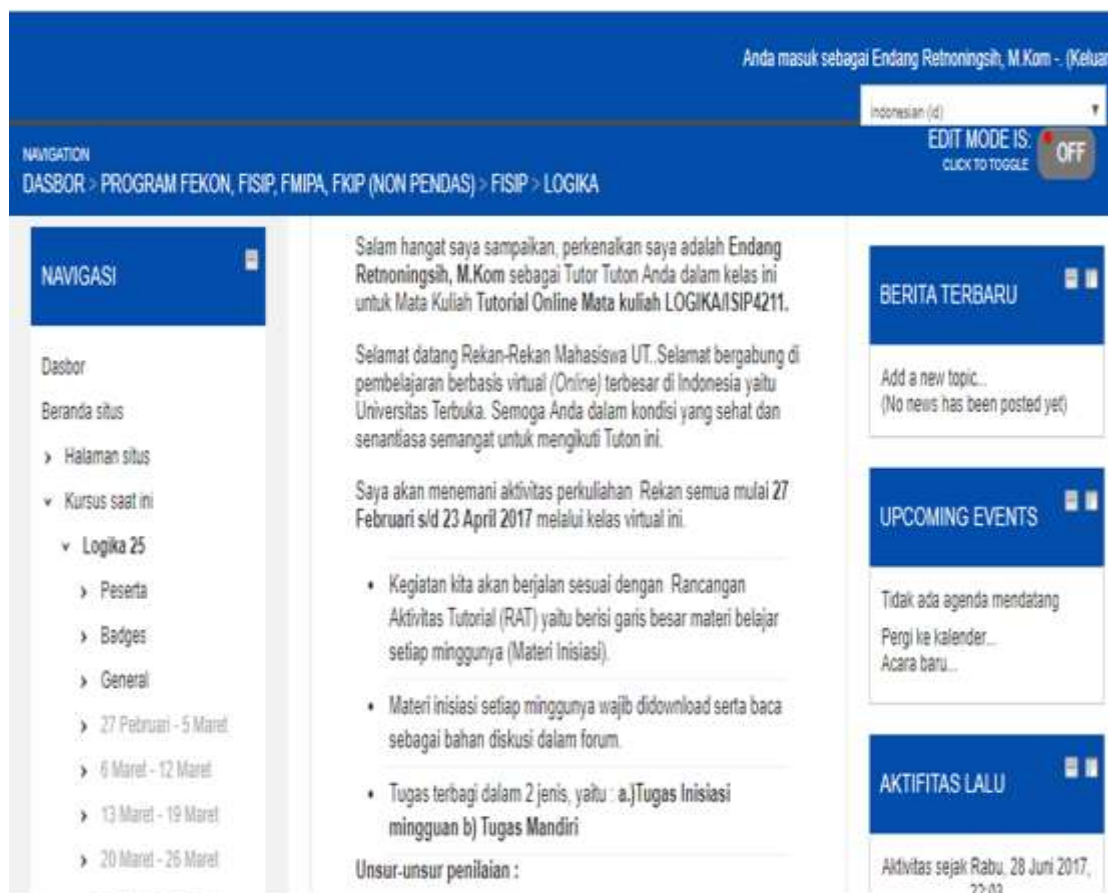 Anda masuk sebagai Endang Retnoningsih, M.Kom -. (Keluar
Indonesian (id)
NAVIGATION
EDIT MODE IS:
CLICK TO TOGGLE
OFF
DASBOR > PROGRAM FEKON, FISIP, FMIPA, FKIP (NON PENDAS) > FISIP > LOGIKA
NAVIGASI
Dasbor
Beranda situs
Halaman situs
Kursus saat ini
Logika 25
Peserta
Badges
General
27 Pebruari - 5 Maret
6 Maret - 12 Maret
13 Maret - 19 Maret
20 Maret - 26 Maret
Salam hangat saya sampaikan, perkenalkan saya adalah Endang
Retnoningsih, M.Kom sebagai Tutor Tuton Anda dalam kelas ini
untuk Mata Kuliah Tutorial Online Mata kuliah LOGIKA/ISIP4211.
Selamat datang Rekan-Rekan Mahasiswa UT..Selamat bergabung di
pembelajaran berbasis virtual (Online) terbesar di Indonesia yaitu
Universitas Terbuka. Semoga Anda dalam kondisi yang sehat dan
senantiasa semangat untuk mengikuti Tuton ini.
Saya akan menemani aktivitas perkuliahan Rekan semua mulai 27
Februari s/d 23 April 2017 melalui kelas virtual ini.
• Kegiatan kita akan berjalan sesuai dengan Rancangan
Aktivitas Tutorial (RAT) yaitu berisi garis besar materi belajar
setiap minggunya (Materi Inisiasi).
• Materi inisiasi setiap minggunya wajib didownload serta baca
sebagai bahan diskusi dalam forum.
• Tugas terbagi dalam 2 jenis, yaitu : a.)Tugas Inisiasi
mingguan b) Tugas Mandiri
Unsur-unsur penilaian :
BERITA TERBARU
Add a new topic...
(No news has been posted yet)
UPCOMING EVENTS
Tidak ada agenda mendatang
Pergi ke kalender...
Acara baru...
AKTIFITAS LALU
Aktivitas sejak Rabu, 28 Juni 2017,
22:03